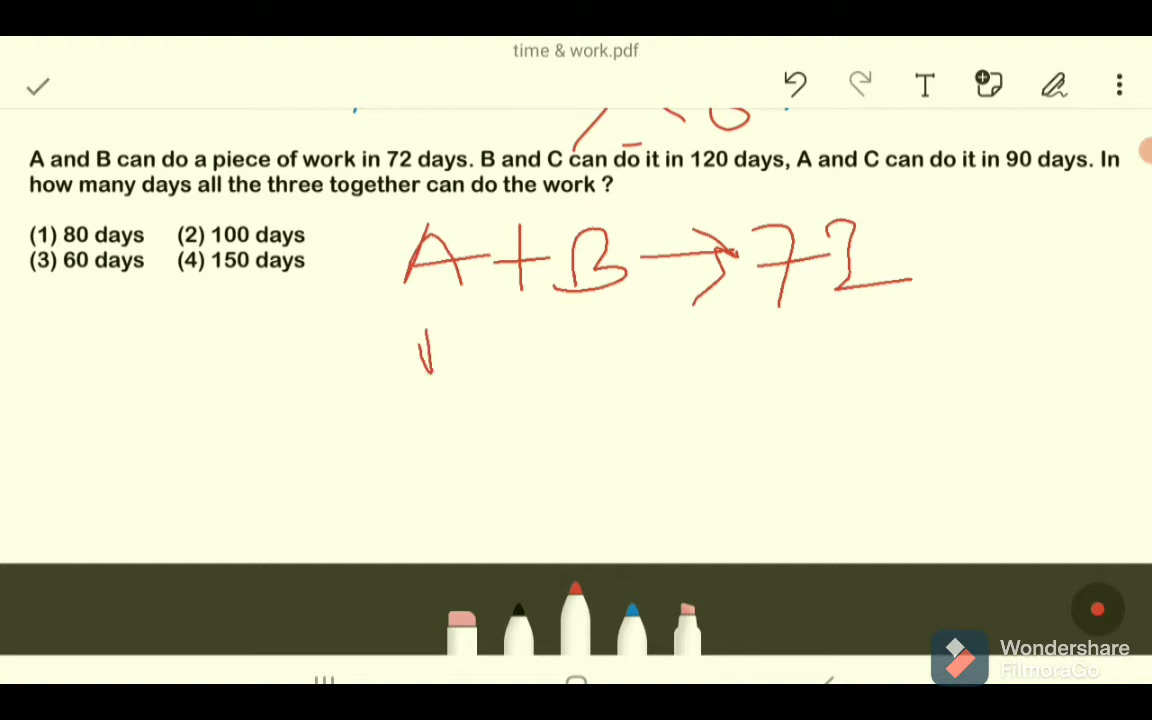 time & work.pdf
T
A and B can do a piece of work in 72 days. B and C can do it in 120 days, A and C can do it in 90 days. In
how many days all the three together can do the work ?
(1) 80 days (2) 100 days
(3) 60 days (4) 150 days
A+B→72
Wondershare
FilmoraGo